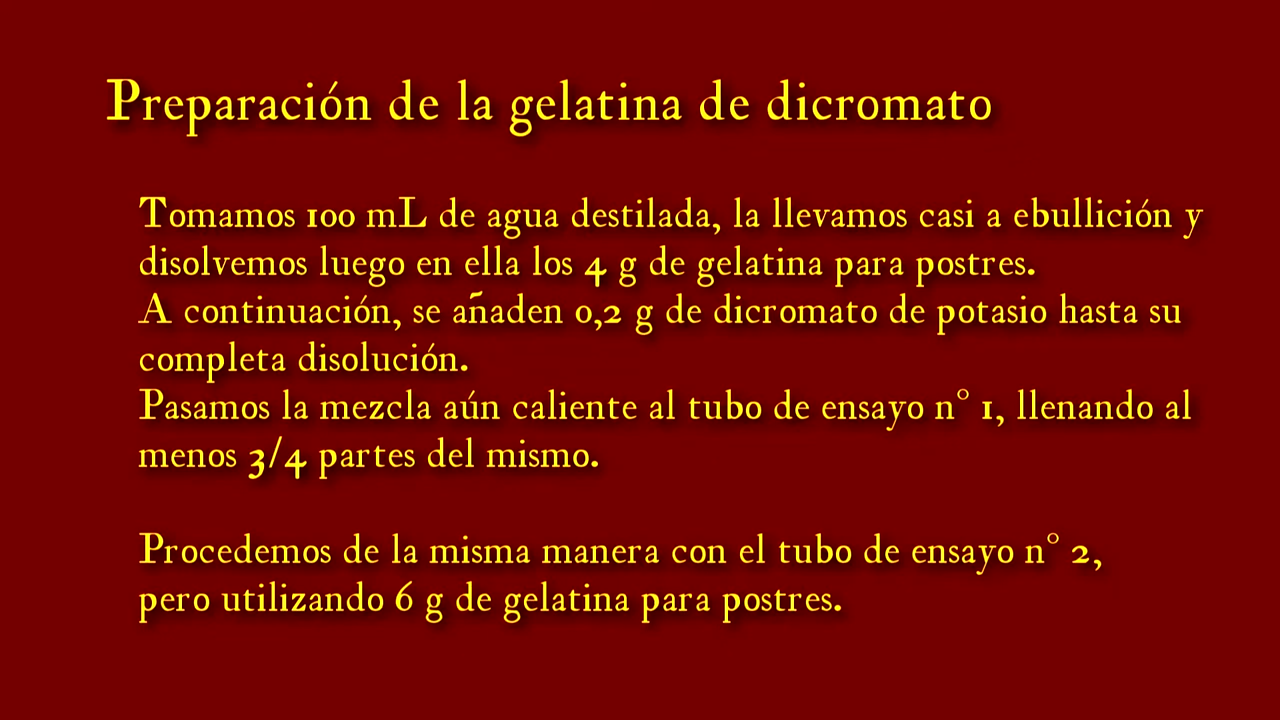 Preparación de la gelatina de dicromato
Tomamos 100 mL de agua destilada, la llevamos casi a ebullición y
disolvemos luego en ella los 4 g de gelatina para postres.
A continuación, se añaden 0,2 g de dicromato de potasio hasta su
completa disolución.
Pasamos la mezcla aún caliente al tubo de ensayo n° 1, llenando al
menos 3/4 partes del mismo.
Procedemos de la misma manera con el tubo de ensayo n° 2,
pero utilizando 6 g de gelatina para postres.